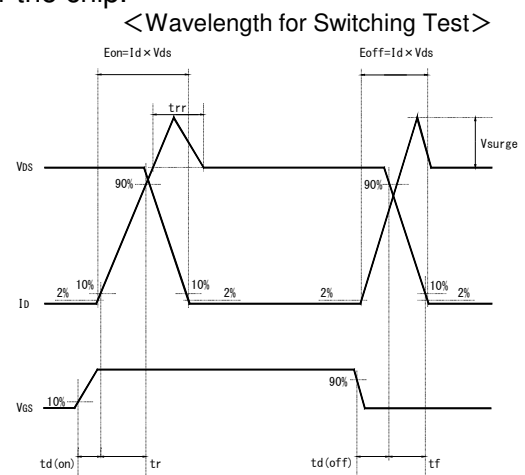 the chip.
＜Wavelength for Switching Test＞
Eon=Id×Vds
Eoff=Id×Vds
trr
Vsurge
VDS
90%
90%
10%
10%
10%
2%
2%
2%
2%
ID
VGS
10%
90%
td(on)
tr
td(off)
tf